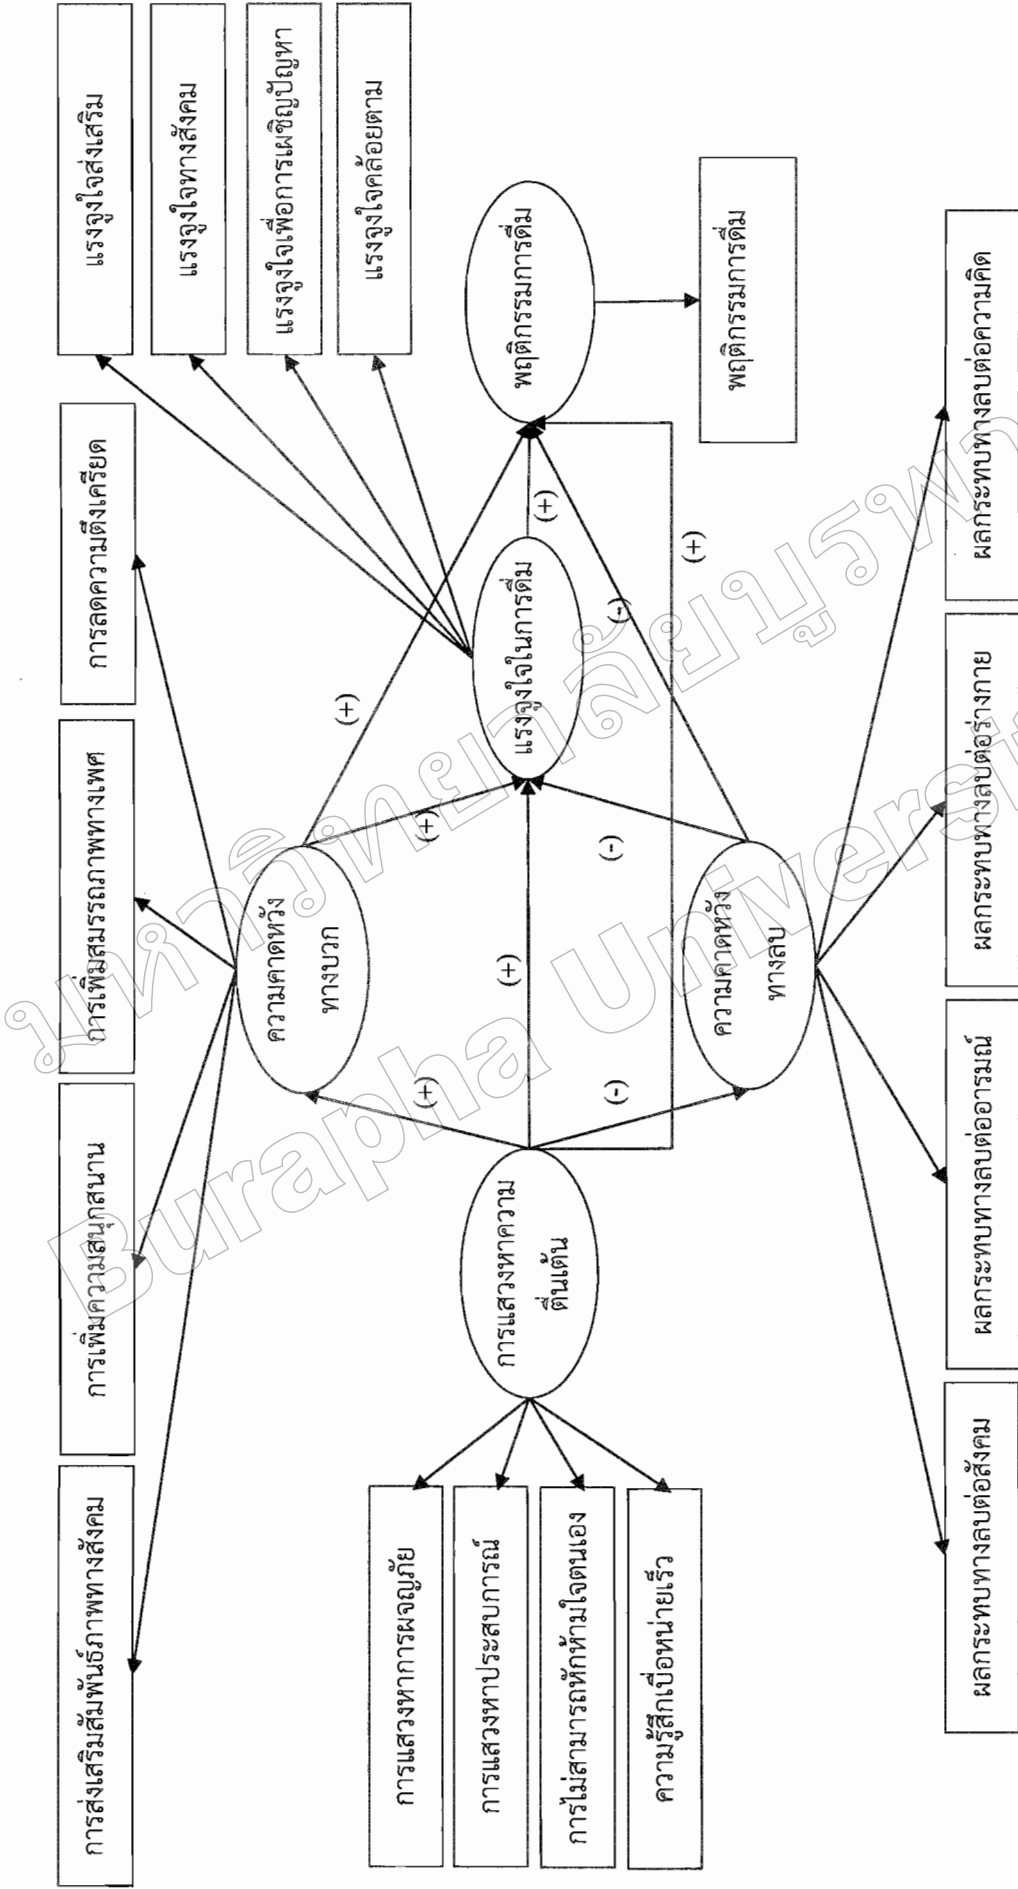 การส่งเสริมสัมพันธ์ภาพทางสังคม
การเพิ่มความสนุกสนาน
การเพิ่มสมรรถภาพทางเพศ
การลดความตึงเครียด
แรงจูงใจส่งเสริม
แรงจูงใจทางสังคม
แรงจูงใจเพื่อการเผชิญปัญหา
แรงจูงใจคล้อยตาม
ความคาดหวัง
ทางบวก
(+)
(+)
(+)
การแสวงหาการผจญภัย
การแสวงหาประสบการณ์
การไม่สามารถหักห้ามใจตนเอง
ความรู้สึกเบื่อหน่ายเร็ว
การแสวงหาความ
ตื่นเต้น
(+)
แรงจูงใจในการดื่ม
(+)
พฤติกรรมการดื่ม
(-)
(-)
(-)
(+)
ความคาดหวัง
ทางลบ
พฤติกรรมการดื่ม
ผลกระทบทางลบต่อสังคม
ผลกระทบทางลบต่ออารมณ์
ผลกระทบทางลบต่อร่างกาย
ผลกระทบทางลบต่อความคิด
มหาวิทยาลัยบูรพา
Burapha University